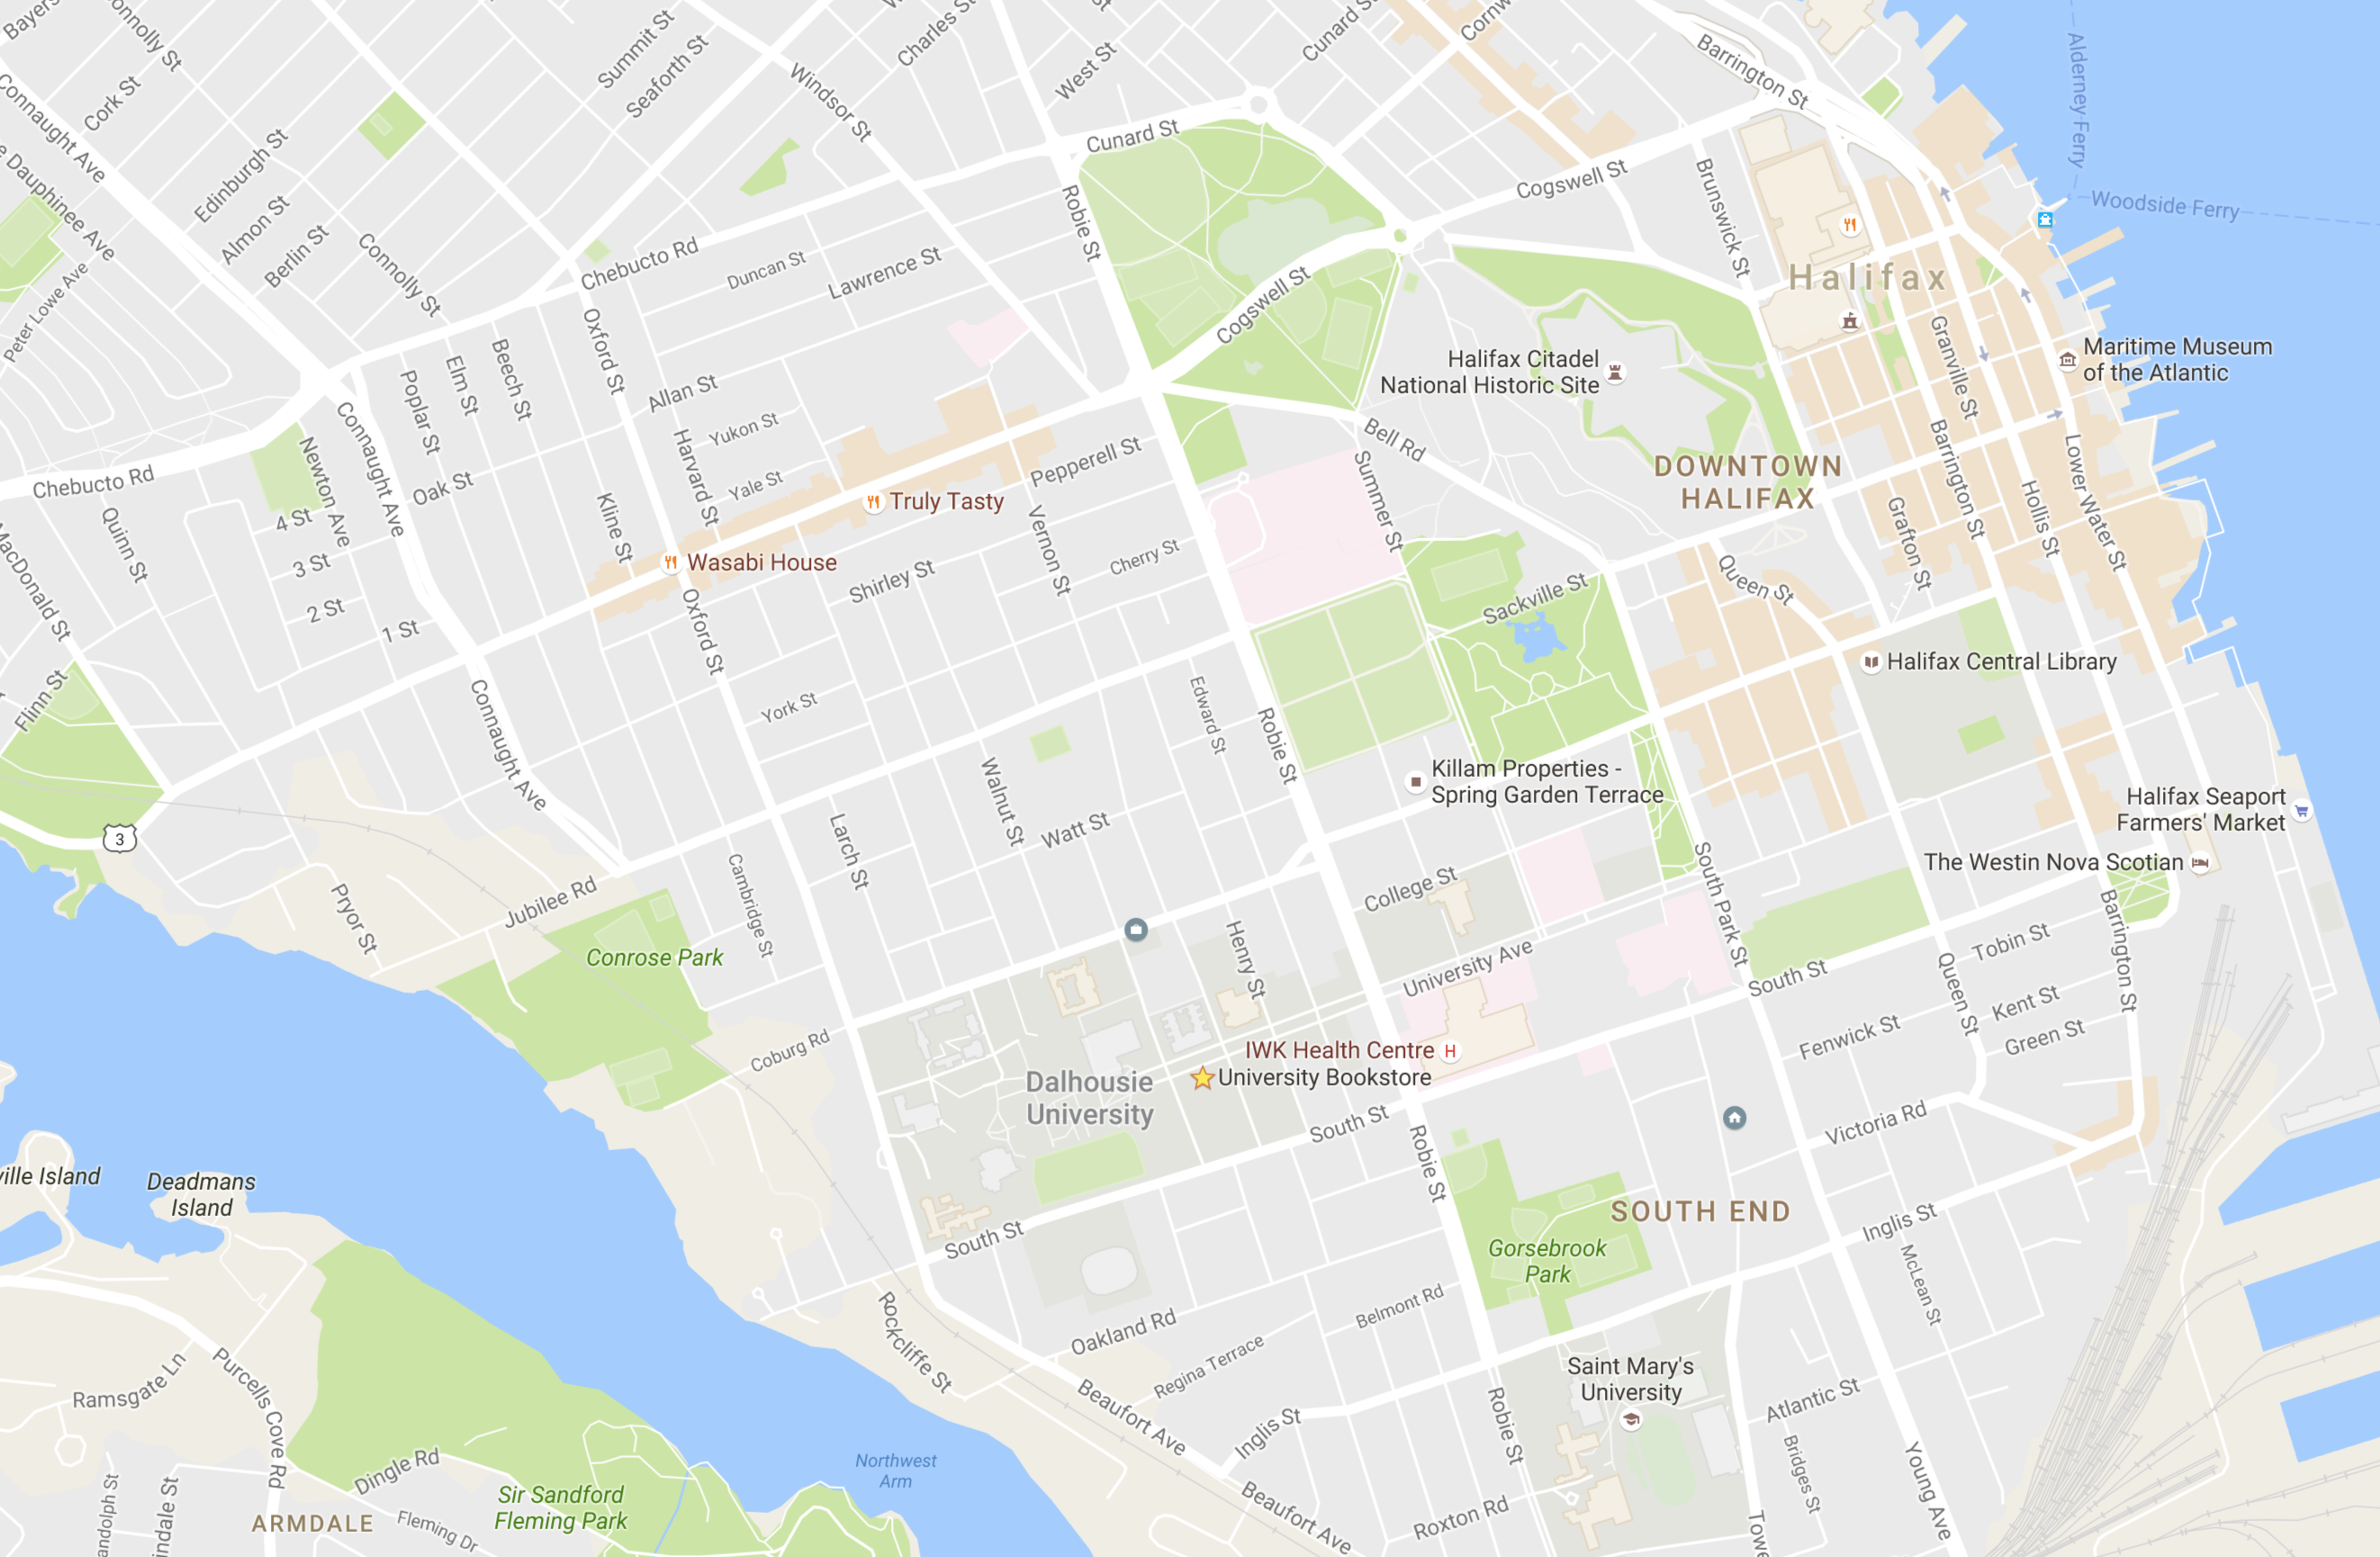 Bayers
onnolly St
Summit St
Seaforth St
Charles St
St
Cunard St
Cornw
Barrington St
Alderney Ferry
Cork St
Windsor St
West St
Connaught Ave
Cunard St
Edinburgh St
Dauphinee Ave
Almon St
Berlin St
Connolly St
Peter Lowe Ave
Chebucto Rd
Duncan St
Lawrence St
Robie St
Cogswell St
Cogswell St
Brunswick St
Woodside Ferry
Halifax
Oxford St
Beech St
Elm St
Poplar St
Allan St
Yukon St
Yale St
Harvard St
Halifax Citadel
National Historic Site
Granville St
Maritime Museum
of the Atlantic
Bell Rd
Pepperell St
Summer St
DOWNTOWN
HALIFAX
Barrington St
Lower Water St
Hollis St
Grafton St
Chebucto Rd
Newton Ave
Connaught Ave
Oak St
Kline St
Truly Tasty
Wasabi House
Vernon St
Cherry St
Shirley St
4 St
3 St
2 St
1 St
Quinn St
MacDonald St
Flinn St
Oxford St
Sackville St
Queen St
Halifax Central Library
York St
Edward St
Robie St
Connaught Ave
Walnut St
Watt St
Killam Properties -
Spring Garden Terrace
Halifax Seaport
Farmers' Market
The Westin Nova Scotian
3
Larch St
Cambridge St
Jubilee Rd
Pryor St
Conrose Park
College St
South Park St
University Ave
Henry St
South St
Tobin St
Barrington St
Queen St
Kent St
Green St
Fenwick St
Coburg Rd
IWK Health Centre
H
University Bookstore
Dalhousie
University
South St
Robie St
Victoria Rd
ville Island
Deadmans
Island
SOUTH END
Gorsebrook
Park
Inglis St
McLean St
South St
Rockcliffe St
Oakland Rd
Belmont Rd
Regina Terrace
Beaufort Ave
Inglis St
Saint Mary's
University
Robie St
Atlantic St
Bridges St
Young Ave
Ramsgate Ln
Purcells Cove Rd
Northwest
Arm
Dingle Rd
Sir Sandford
Fleming Park
Fleming Dr
ARMDALE
andolph St
indale St
Beaufort Ave
Roxton Rd
Towe